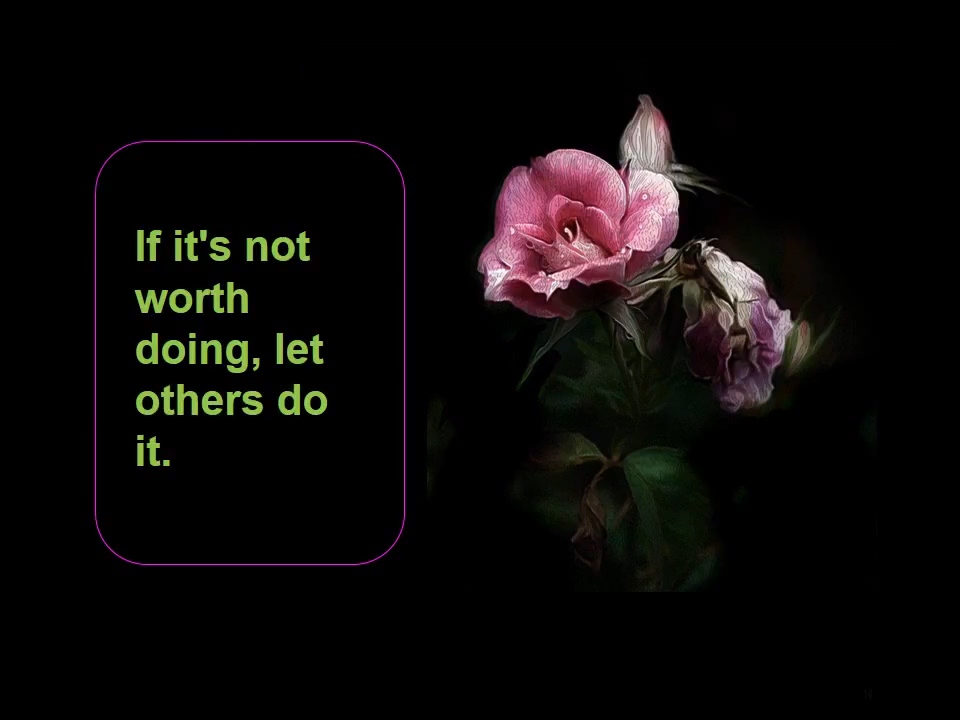 If it's not
worth
doing, let
others do
it.